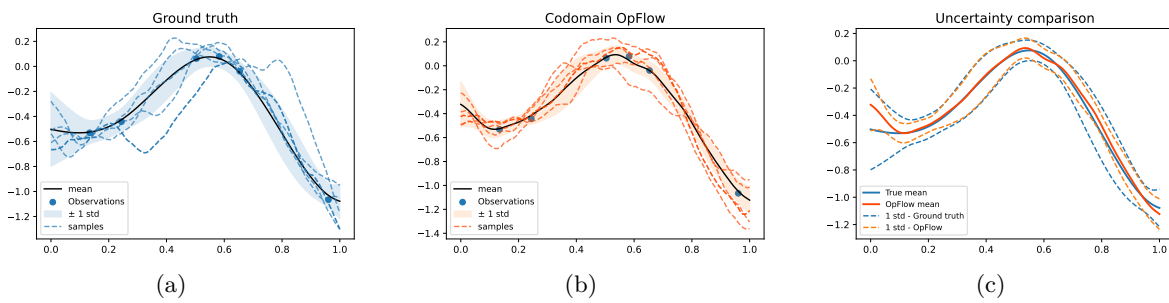 Ground truth
0.2
0.0
−0.2
−0.4
−0.6
−0.8
−1.0
−1.2
mean
Observations
± 1 std
samples
0.0 0.2 0.4 0.6 0.8 1.0
(a)
Codomain OpFlow
0.2
0.0
−0.2
−0.4
−0.6
−0.8
−1.0
−1.2
−1.4
mean
Observations
± 1 std
samples
0.0 0.2 0.4 0.6 0.8 1.0
(b)
Uncertainty comparison
0.2
0.0
−0.2
−0.4
−0.6
−0.8
−1.0
−1.2
True mean
OpFlow mean
1 std - Ground truth
1 std - OpFlow
0.0 0.2 0.4 0.6 0.8 1.0
(c)